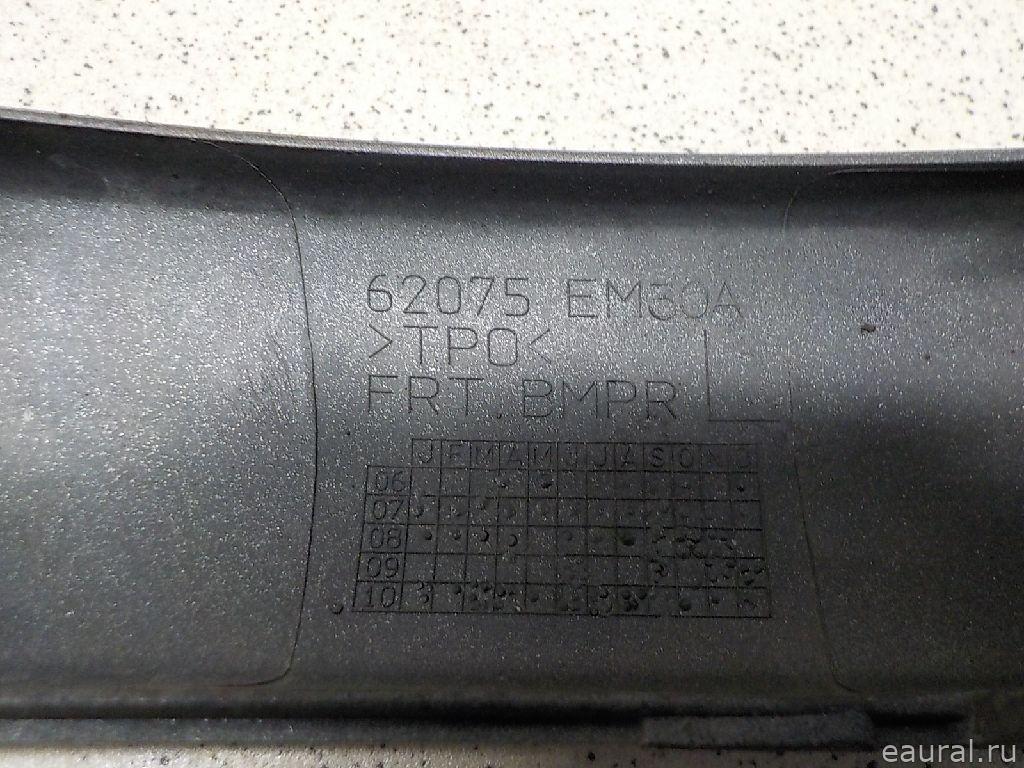 62075 EM30A
>TPO<
FRT.BMPR L
J F M A M J J A S O N D
06
07
08
09
10
eaural.ru